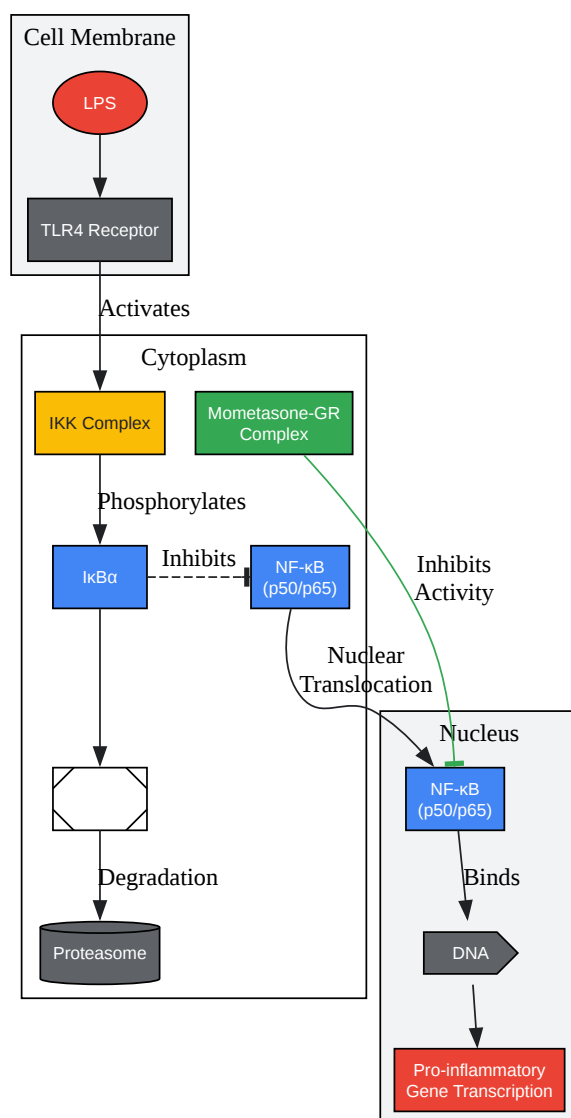 Cell Membrane
LPS
TLR4 Receptor
Activates
Cytoplasm
IKK Complex
Mometasone-GR
Complex
Phosphorylates
IκBα
Inhibits
NF-κB
(p50/p65)
Inhibits
Activity
Nuclear
Translocation
Nucleus
NF-κB
(p50/p65)
Degradation
Binds
Proteasome
DNA
Pro-inflammatory
Gene Transcription